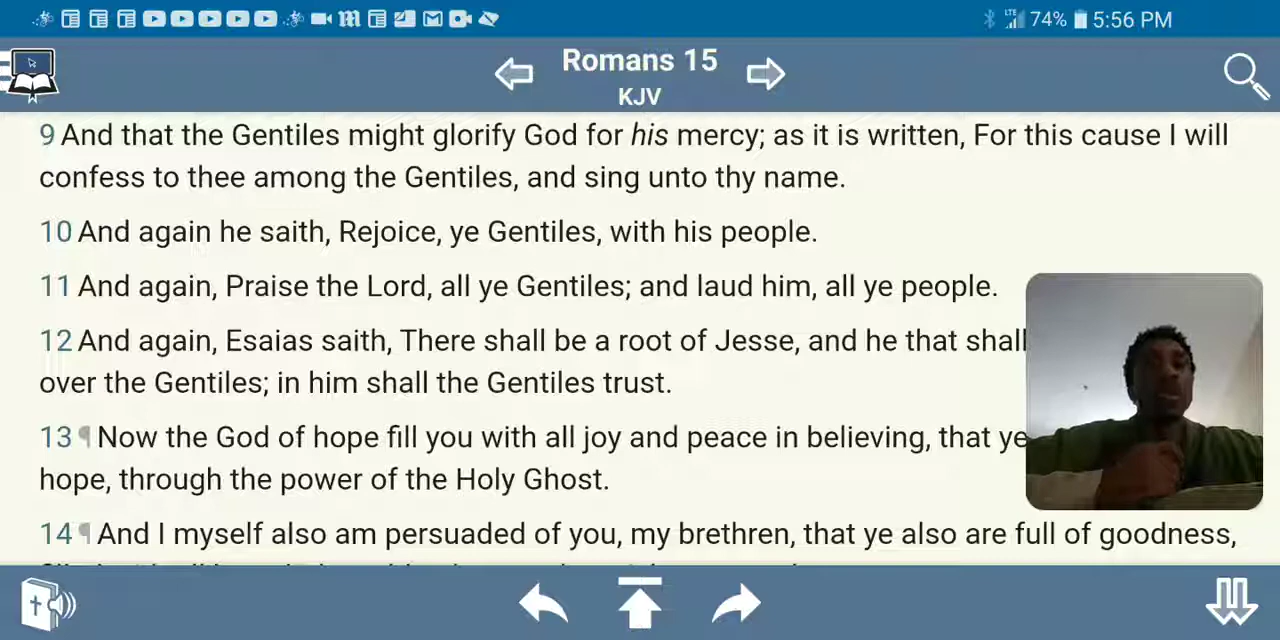 LTE 74% 5:56 PM
Romans 15
KJV
9 And that the Gentiles might glorify God for his mercy; as it is written, For this cause I will
confess to thee among the Gentiles, and sing unto thy name.
10 And again he saith, Rejoice, ye Gentiles, with his people.
11 And again, Praise the Lord, all ye Gentiles; and laud him, all ye people.
12 And again, Esaias saith, There shall be a root of Jesse, and he that shall
over the Gentiles; in him shall the Gentiles trust.
13 ¶ Now the God of hope fill you with all joy and peace in believing, that ye
hope, through the power of the Holy Ghost.
14 ¶ And I myself also am persuaded of you, my brethren, that ye also are full of goodness,